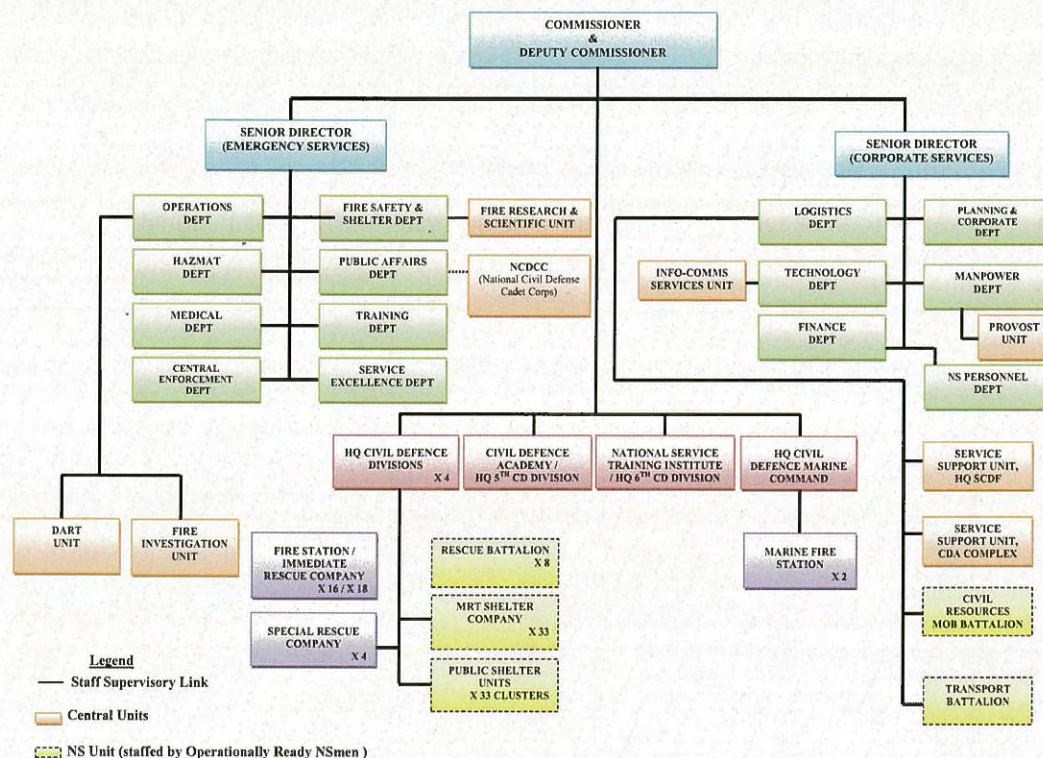 COMMISSIONER
&
DEPUTY COMMISSIONER
SENIOR DIRECTOR
(EMERGENCY SERVICES)
SENIOR DIRECTOR
(CORPORATE SERVICES)
OPERATIONS
DEPT
FIRE SAFETY &
SHELTER DEPT
FIRE RESEARCH &
SCIENTIFIC UNIT
HAZMAT
DEPT
PUBLIC AFFAIRS
DEPT
NCDCC
(National Civil Defense
Cadet Corps)
MEDICAL
DEPT
TRAINING
DEPT
CENTRAL
ENFORCEMENT
DEPT
SERVICE
EXCELLENCE DEPT
LOGISTICS
DEPT
PLANNING &
CORPORATE
DEPT
INFO-COMMS
SERVICES UNIT
TECHNOLOGY
DEPT
MANPOWER
DEPT
FINANCE
DEPT
PROVOST
UNIT
NS PERSONNEL
DEPT
HQ CIVIL DEFENCE
DIVISIONS
X 4
CIVIL DEFENCE
ACADEMY /
HQ 5TH CD DIVISION
NATIONAL SERVICE
TRAINING INSTITUTE
/ HQ 6TH CD DIVISION
HQ CIVIL
DEFENCE MARINE
COMMAND
SERVICE
SUPPORT UNIT,
HQ SCDF
DART
UNIT
FIRE
INVESTIGATION
UNIT
FIRE STATION /
IMMEDIATE
RESCUE COMPANY
X 16 / X 18
RESCUE BATTALION
X 8
MARINE FIRE
STATION
X 2
SERVICE
SUPPORT UNIT,
CDA COMPLEX
SPECIAL RESCUE
COMPANY
X 4
MRT SHELTER
COMPANY
X 33
CIVIL
RESOURCES
MOB BATTALION
PUBLIC SHELTER
UNITS
X 33 CLUSTERS
TRANSPORT
BATTALION
Legend
Staff Supervisory Link
Central Units
NS Unit (staffed by Operationally Ready NSmen )